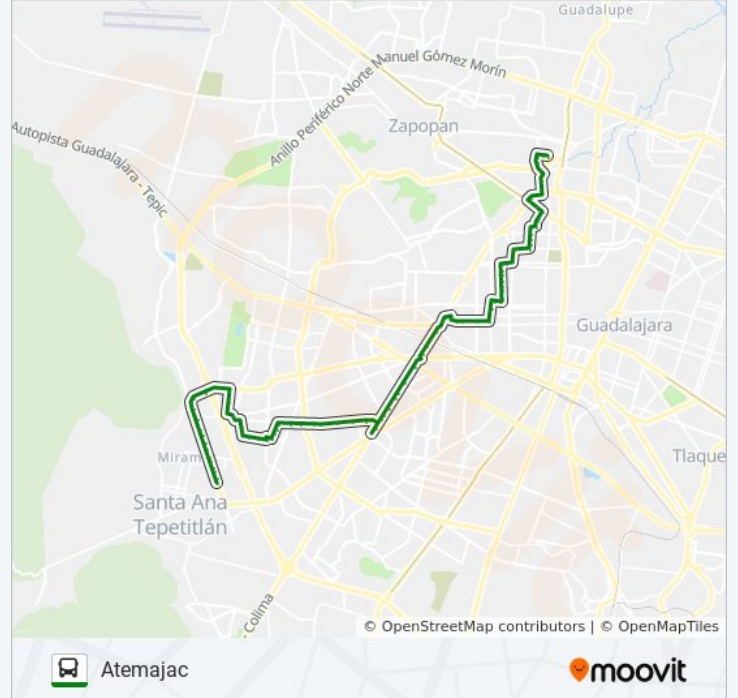 Guadalupe
Anillo Periférico Norte Manuel Gómez Morín
Zapopan
Autopista Guadalajara - Tepic
Guadalajara
Tlaque
Miram
Santa Ana
Tepetitlán
Colima
© OpenStreetMap contributors | © OpenMapTiles
Atemajac
moovit